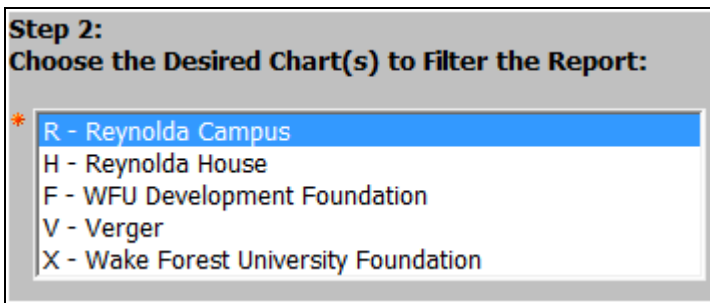 Step 2:
Choose the Desired Chart(s) to Filter the Report:
R - Reynolda Campus
H - Reynolda House
F - WFU Development Foundation
V - Verger
X - Wake Forest University Foundation